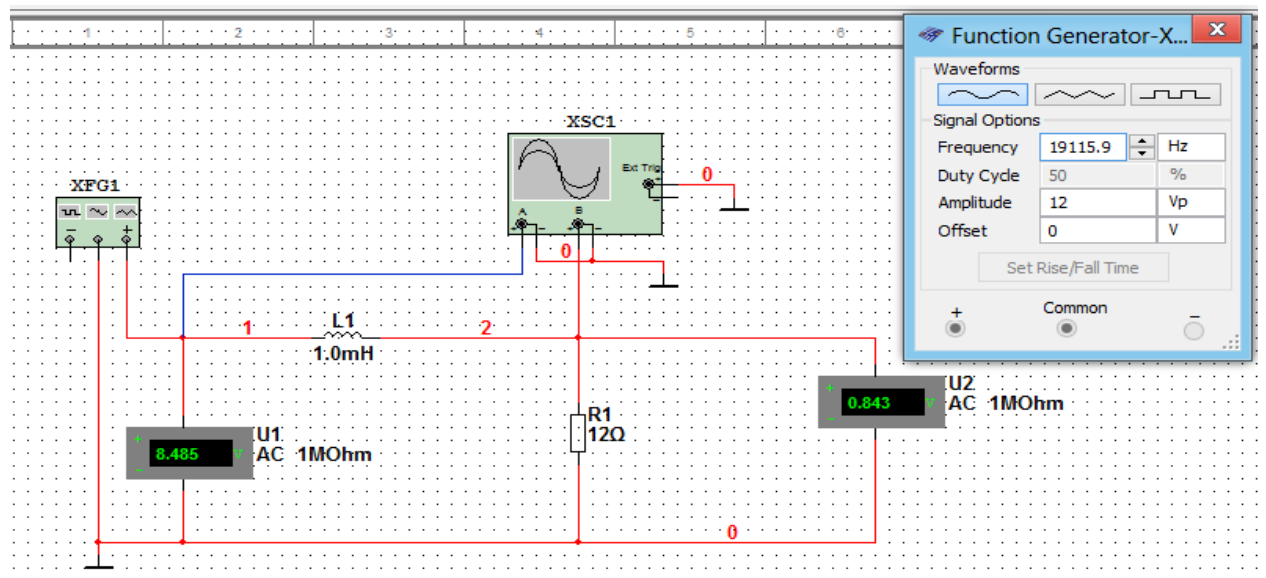 1 2 3 4 5 6
Function Generator-X...
Waveforms
Signal Options
Frequency 19115.9 Hz
Duty Cycle 50 %
Amplitude 12 Vp
Offset 0 V
Set Rise/Fall Time
+ Common −
XSC1
Ext Trig
+
−
0
A B
+ − + −
0
XFG1
− +
1
L1
1.0mH
2
R1
12Ω
+
8.485 V
−
U1
AC 1MOhm
+
0.843 V
−
U2
AC 1MOhm
0